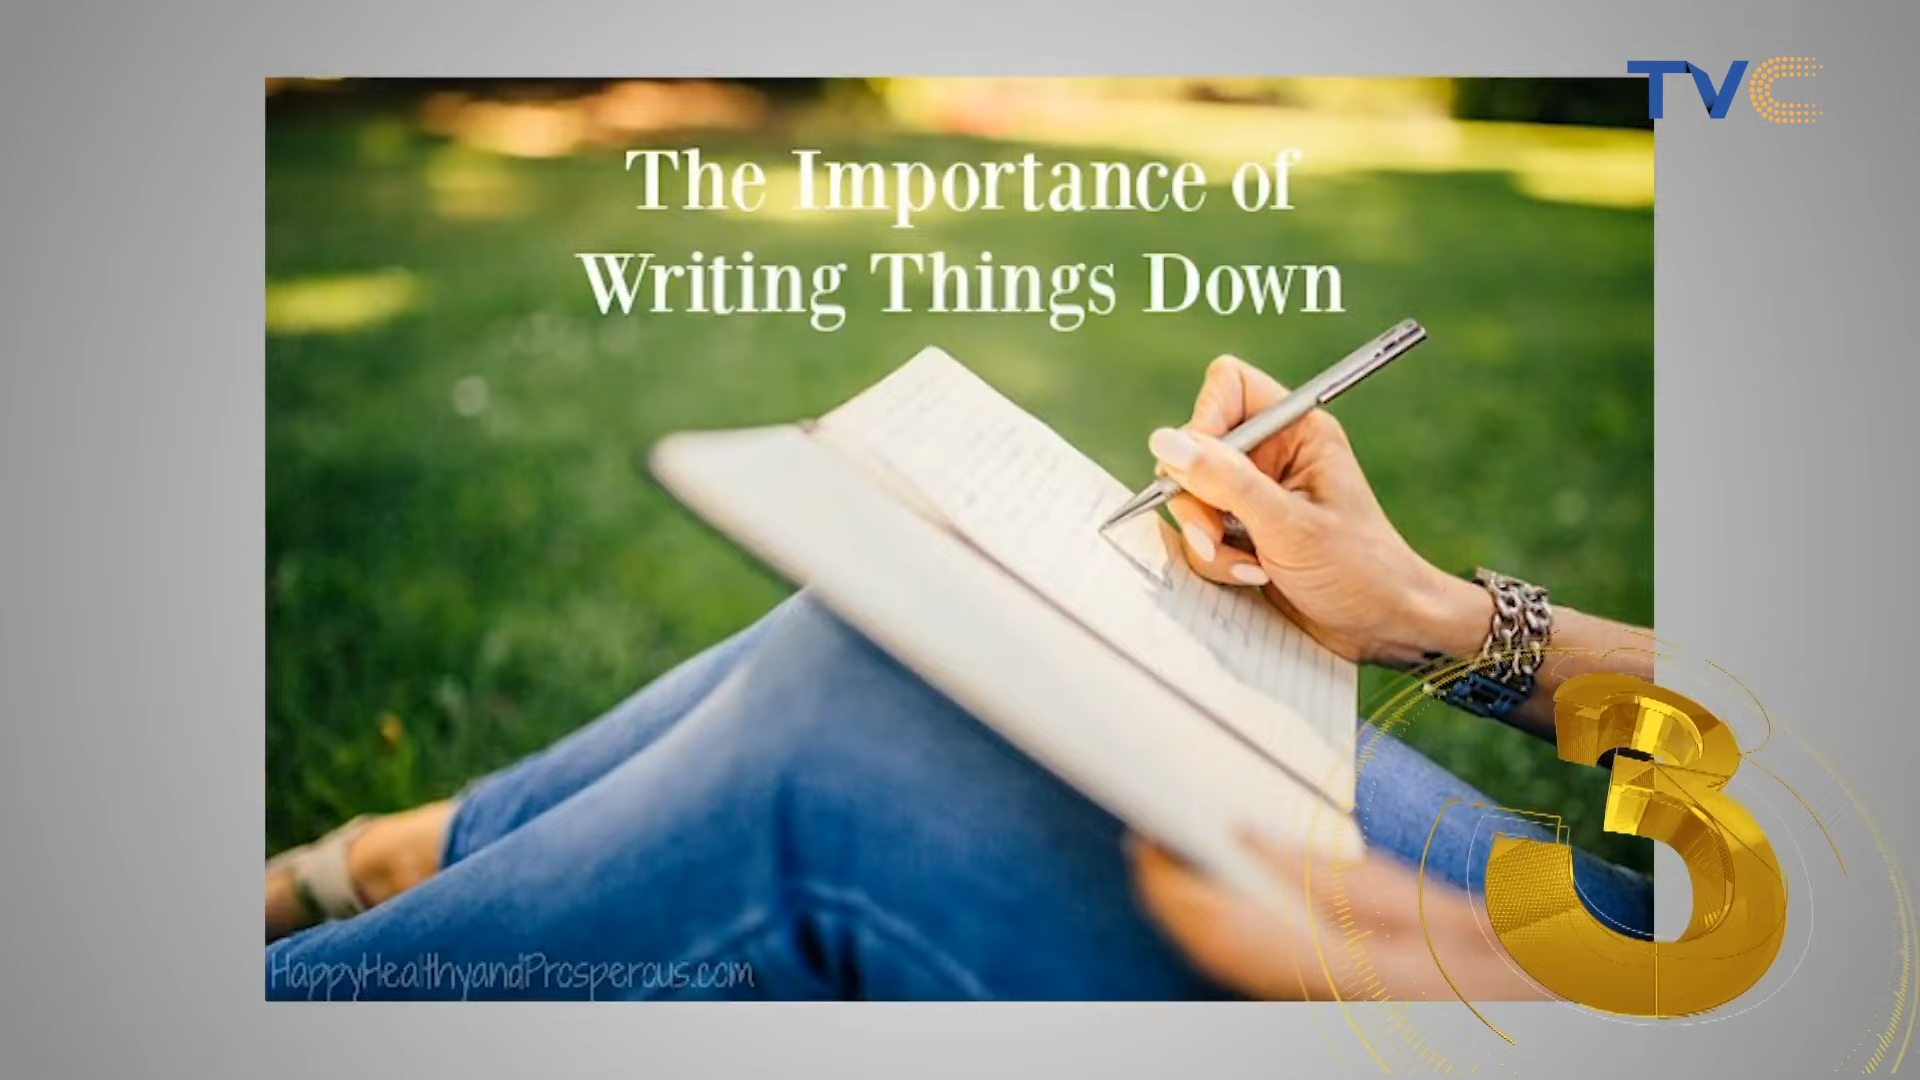 TVC
The Importance of
Writing Things Down
3
HappyHealthyandProsperous.com